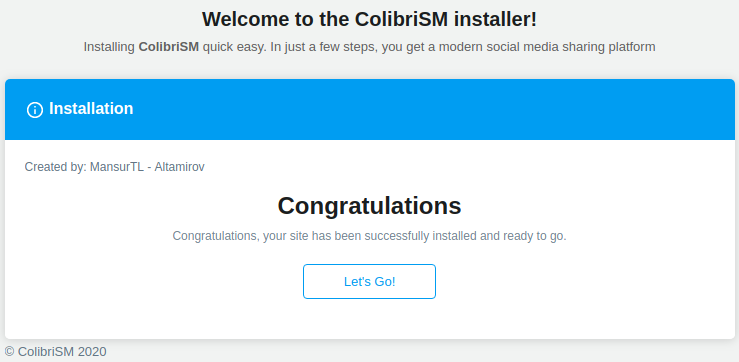 Welcome to the ColibriSM installer!
Installing ColibriSM quick easy. In just a few steps, you get a modern social media sharing platform
Installation
Created by: MansurTL - Altamirov
Congratulations
Congratulations, your site has been successfully installed and ready to go.
Let's Go!
© ColibriSM 2020